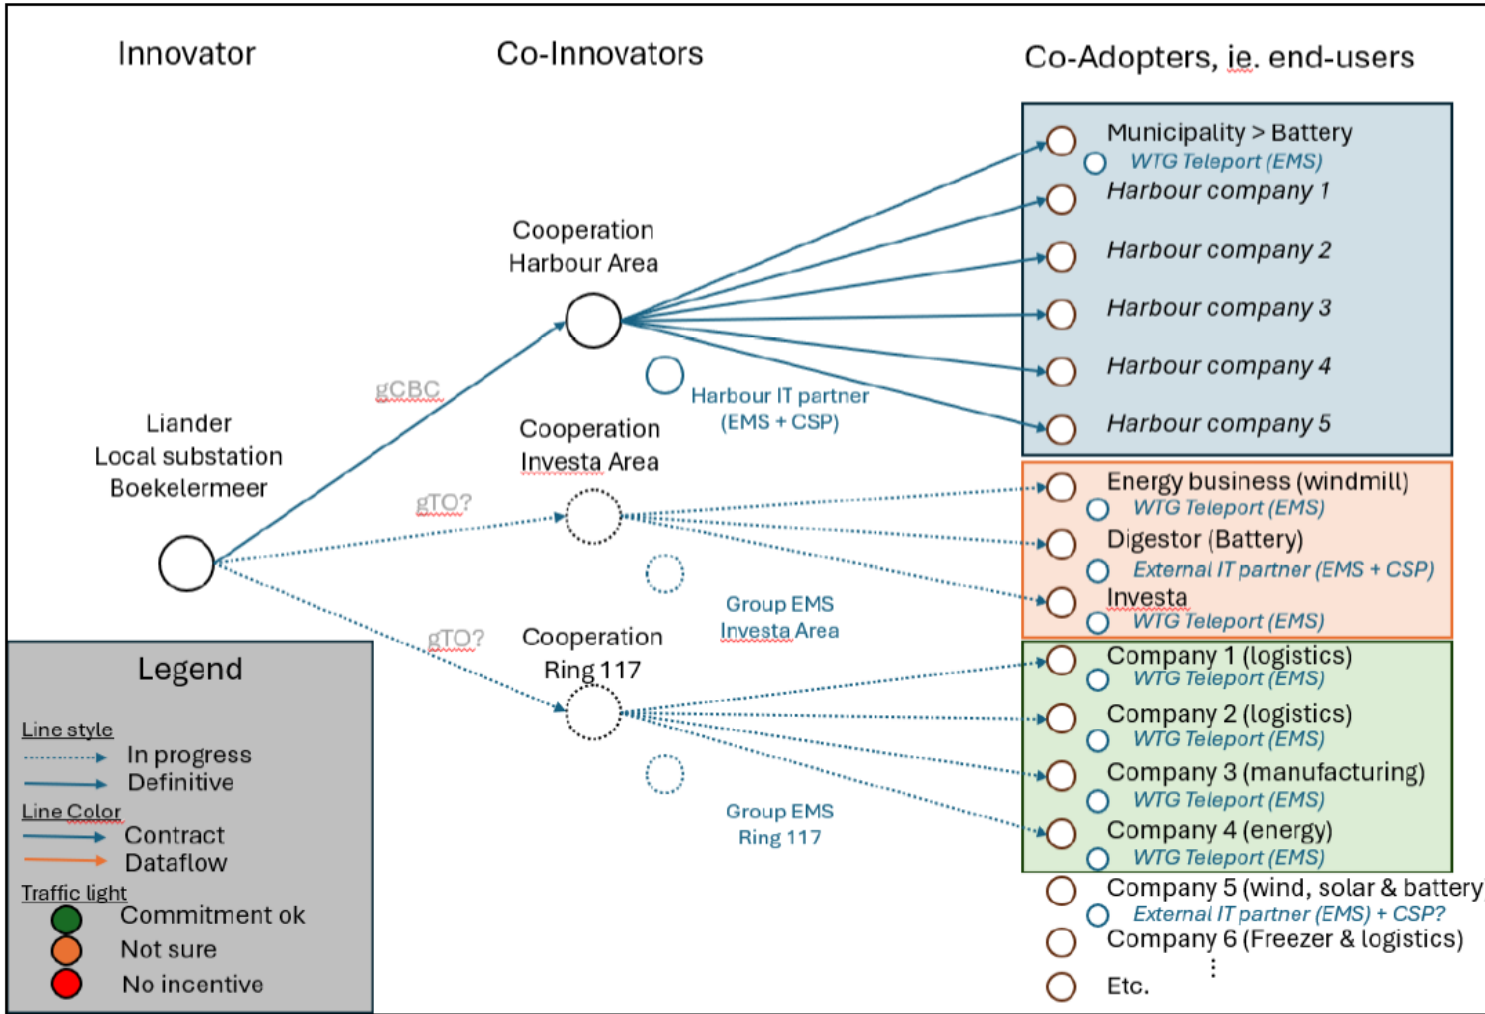 Innovator
Co-Innovators
Co-Adopters, ie. end-users
Liander
Local substation
Boekelermeer
gCBC
gTO?
gTO?
Cooperation
Harbour Area
Harbour IT partner
(EMS + CSP)
Cooperation
Investa Area
Group EMS
Investa Area
Cooperation
Ring 117
Group EMS
Ring 117
Municipality > Battery
WTG Teleport (EMS)
Harbour company 1
Harbour company 2
Harbour company 3
Harbour company 4
Harbour company 5
Energy business (windmill)
WTG Teleport (EMS)
Digestor (Battery)
External IT partner (EMS + CSP)
Investa
WTG Teleport (EMS)
Company 1 (logistics)
WTG Teleport (EMS)
Company 2 (logistics)
WTG Teleport (EMS)
Company 3 (manufacturing)
WTG Teleport (EMS)
Company 4 (energy)
WTG Teleport (EMS)
Company 5 (wind, solar & battery)
External IT partner (EMS) + CSP?
Company 6 (Freezer & logistics)
⋮
Etc.
Legend
Line style
In progress
Definitive
Line Color
Contract
Dataflow
Traffic light
Commitment ok
Not sure
No incentive